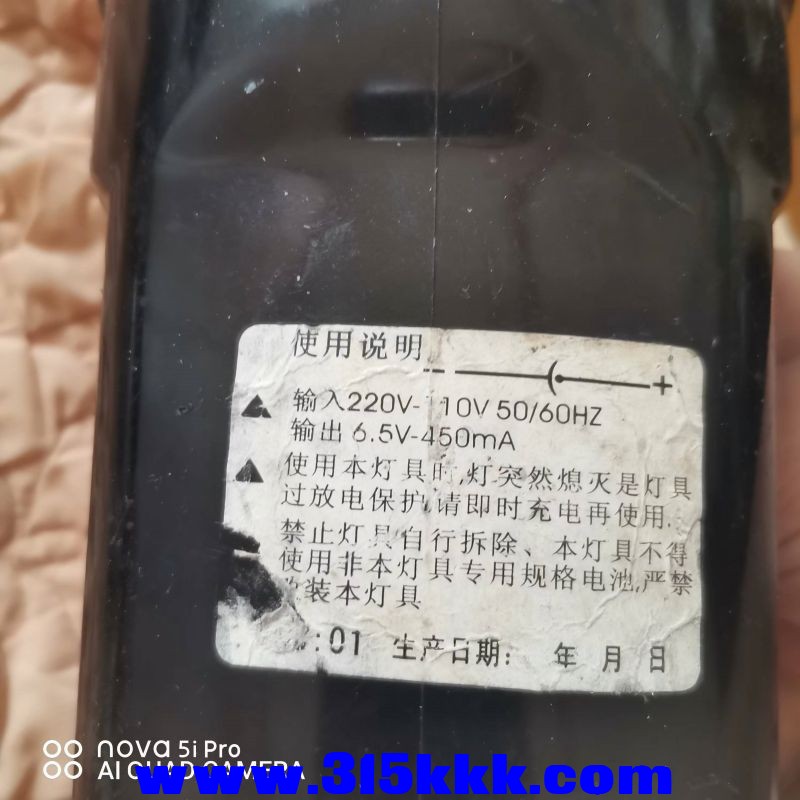 使用说明
- +
输入220V-110V 50/60HZ
输出 6.5V-450mA
使用本灯具时,灯突然熄灭是灯具
过放电保护,请即时充电再使用.
禁止灯具自行拆除、本灯具不得
使用非本灯具专用规格电池,严禁
装本灯具
:01 生产日期: 年 月 日
nova 5i Pro
AI QUAD CAMERA
www.315kkk.com